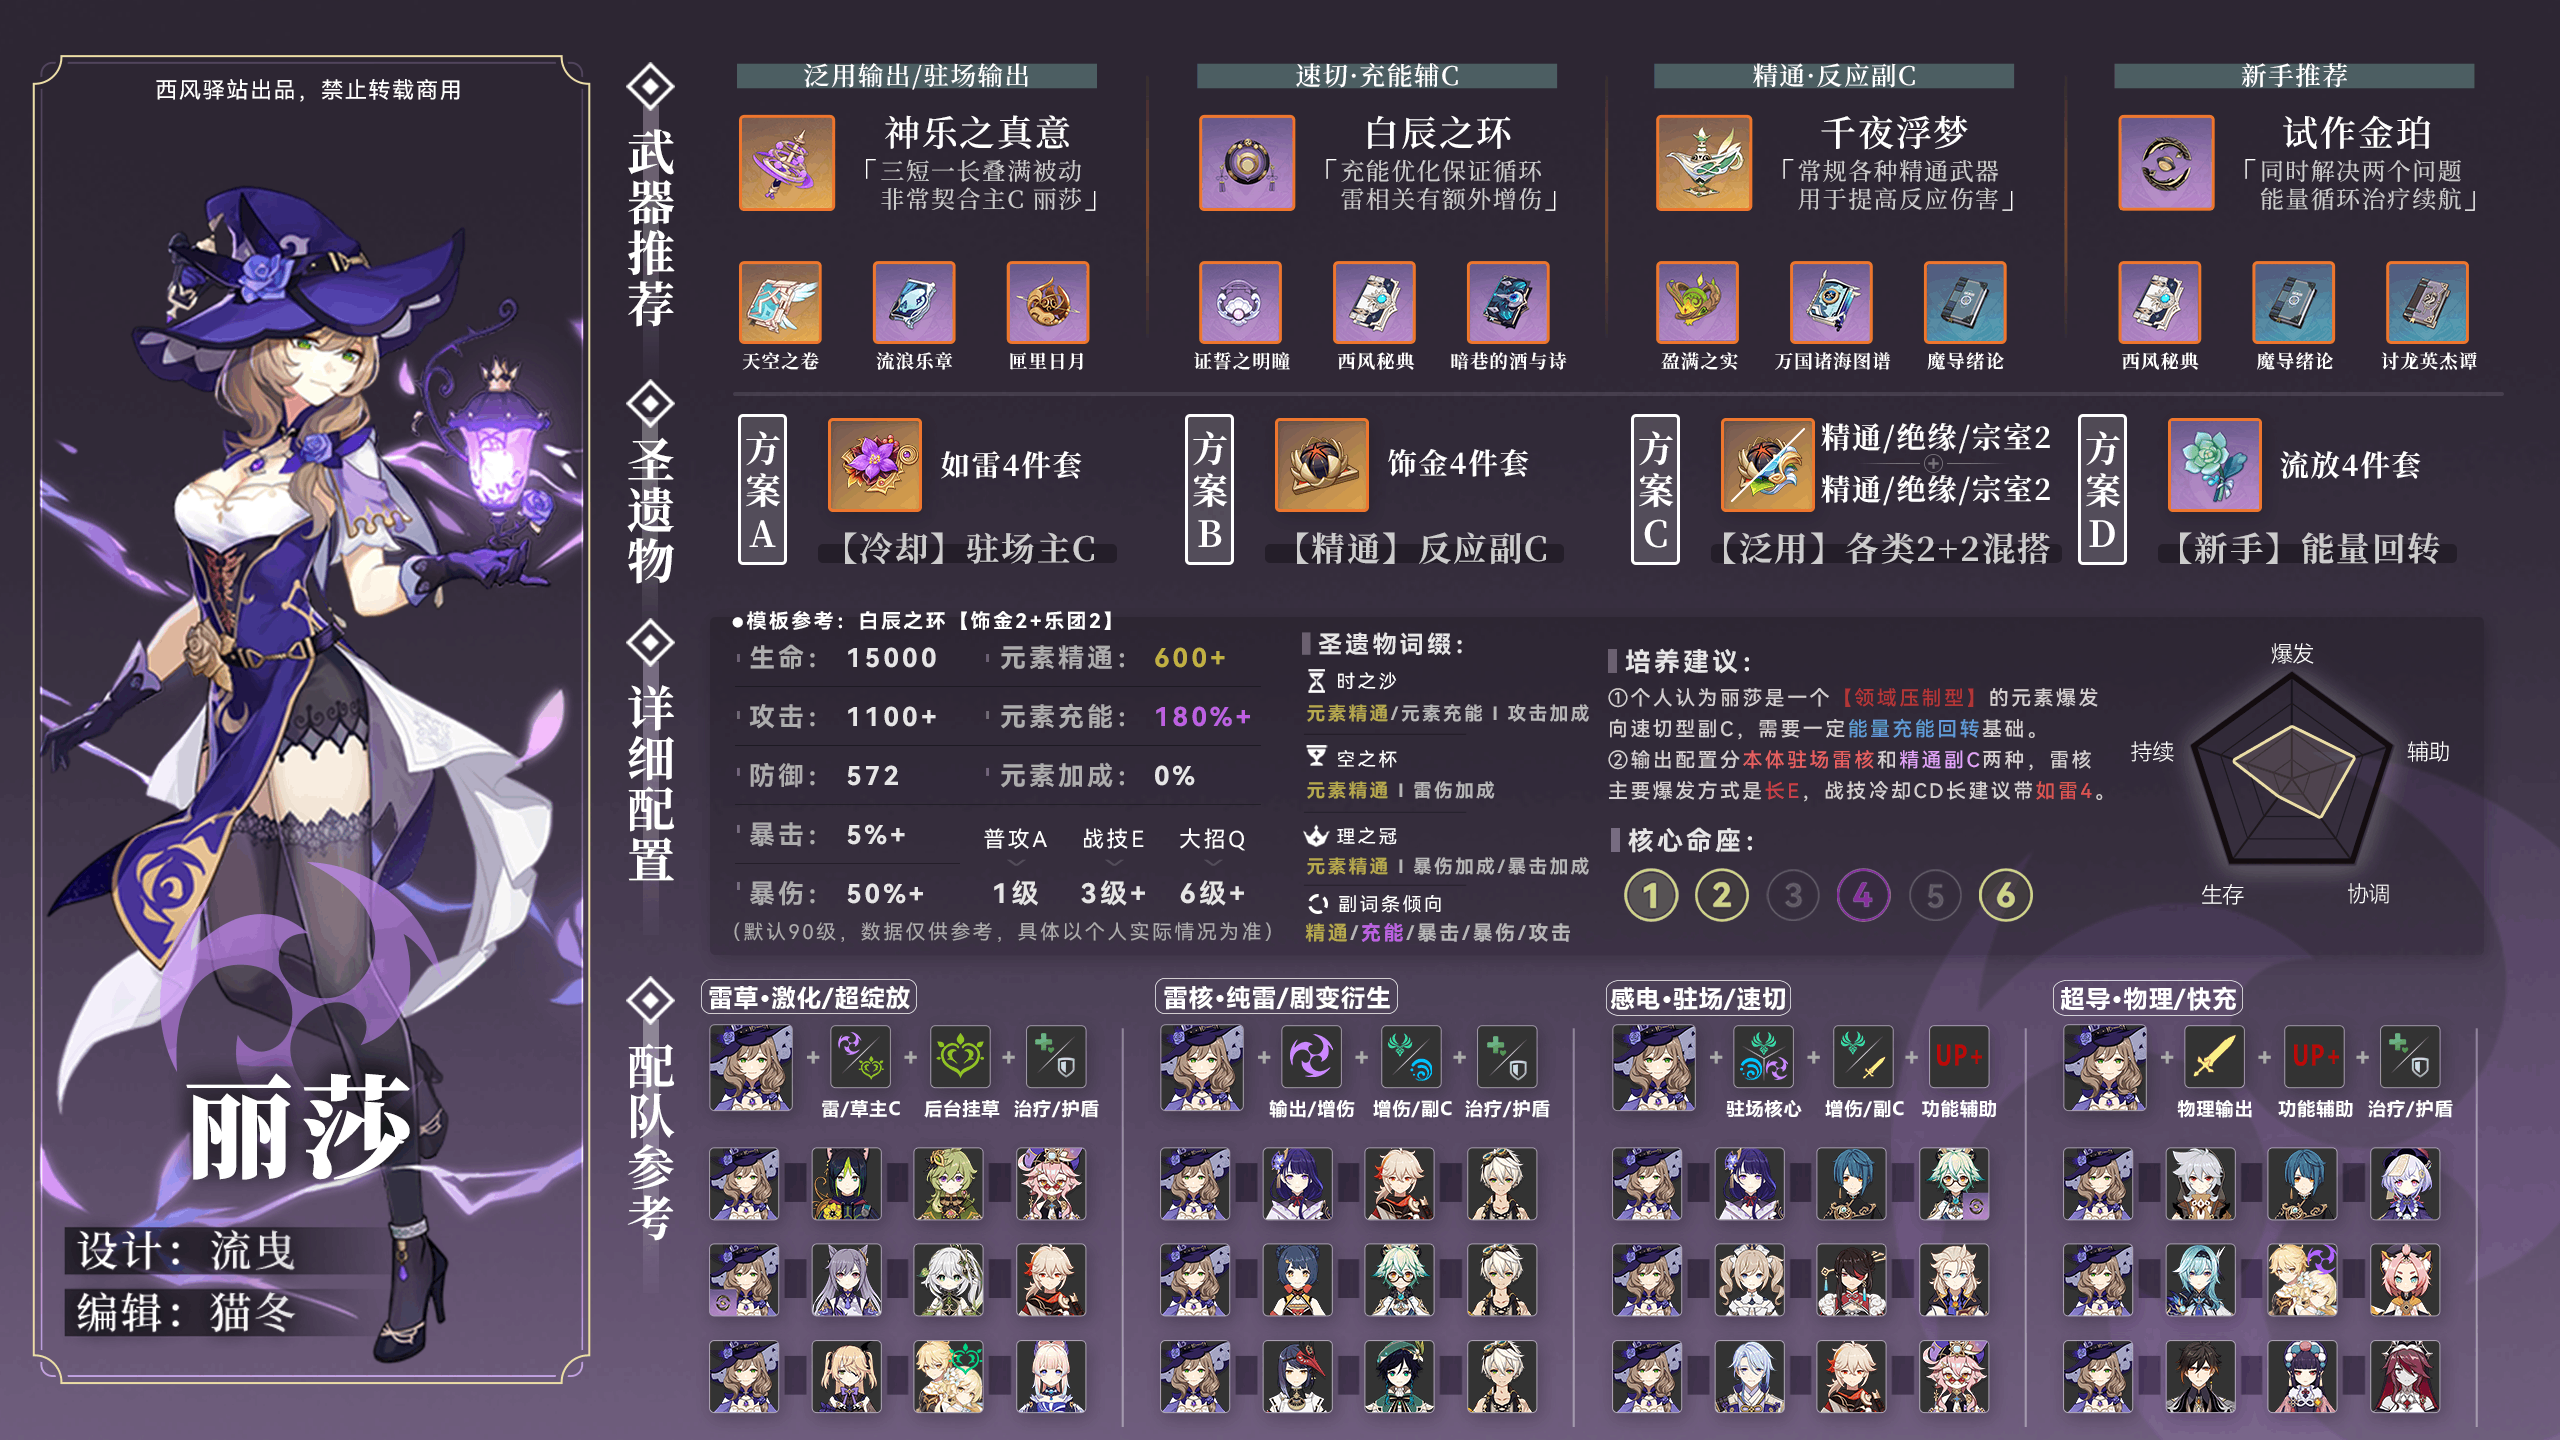 西风驿站出品，禁止转载商用
丽莎
设计：流曳
编辑：猫冬
武器推荐
泛用输出/驻场输出
神乐之真意
「三短一长叠满被动
非常契合主C 丽莎」
天空之卷
流浪乐章
匣里日月
速切·充能辅C
白辰之环
「充能优化保证循环
雷相关有额外增伤」
证誓之明瞳
西风秘典
暗巷的酒与诗
精通·反应副C
千夜浮梦
「常规各种精通武器
用于提高反应伤害」
盈满之实
万国诸海图谱
魔导绪论
新手推荐
试作金珀
「同时解决两个问题
能量循环治疗续航」
西风秘典
魔导绪论
讨龙英杰谭
圣遗物
方案A
如雷4件套
【冷却】驻场主C
方案B
饰金4件套
【精通】反应副C
方案C
精通/绝缘/宗室2
精通/绝缘/宗室2
【泛用】各类2+2混搭
方案D
流放4件套
【新手】能量回转
详细配置
●模板参考：白辰之环【饰金2+乐团2】
生命： 15000 元素精通： 600+
攻击： 1100+ 元素充能： 180%+
防御： 572 元素加成： 0%
暴击： 5%+ 普攻A 战技E 大招Q
暴伤： 50%+ 1级 3级+ 6级+
（默认90级，数据仅供参考，具体以个人实际情况为准）
圣遗物词缀：
时之沙
元素精通/元素充能 I 攻击加成
空之杯
元素精通 I 雷伤加成
理之冠
元素精通 I 暴伤加成/暴击加成
副词条倾向
精通/充能/暴击/暴伤/攻击
培养建议：
①个人认为丽莎是一个【领域压制型】的元素爆发
向速切型副C，需要一定能量充能回转基础。
②输出配置分本体驻场雷核和精通副C两种，雷核
主要爆发方式是长E，战技冷却CD长建议带如雷4。
核心命座：
1 2 3 4 5 6
爆发
持续
辅助
生存
协调
配队参考
雷草·激化/超绽放
雷/草主C 后台挂草 治疗/护盾
雷核·纯雷/剧变衍生
输出/增伤 增伤/副C 治疗/护盾
感电·驻场/速切
UP+
驻场核心 增伤/副C 功能辅助
超导·物理/快充
UP+
物理输出 功能辅助 治疗/护盾